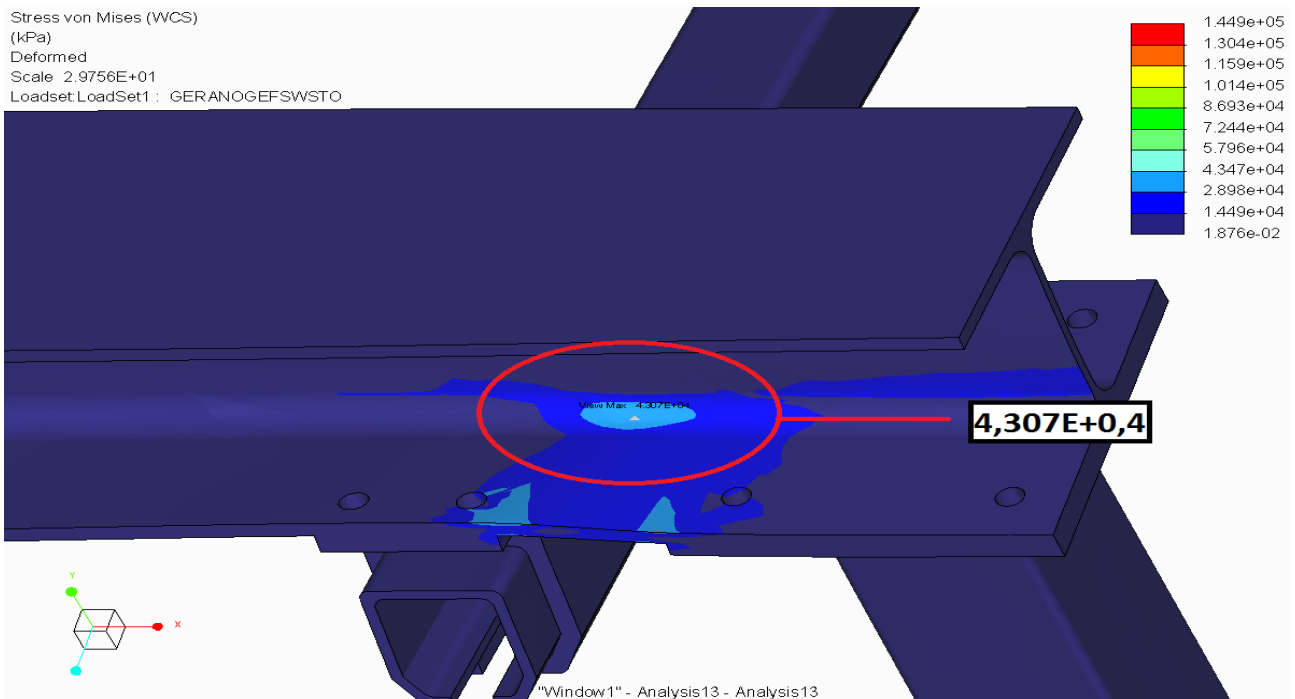 Stress von Mises (WCS)
(kPa)
Deformed
Scale 2.9756E+01
Loadset:LoadSet1 : GERANOGEFSWSTO
1.449e+05
1.304e+05
1.159e+05
1.014e+05
8.693e+04
7.244e+04
5.796e+04
4.347e+04
2.898e+04
1.449e+04
1.876e-02
View Max 4.307E+04
4,307E+0,4
Y
X
"Window1" - Analysis13 - Analysis13